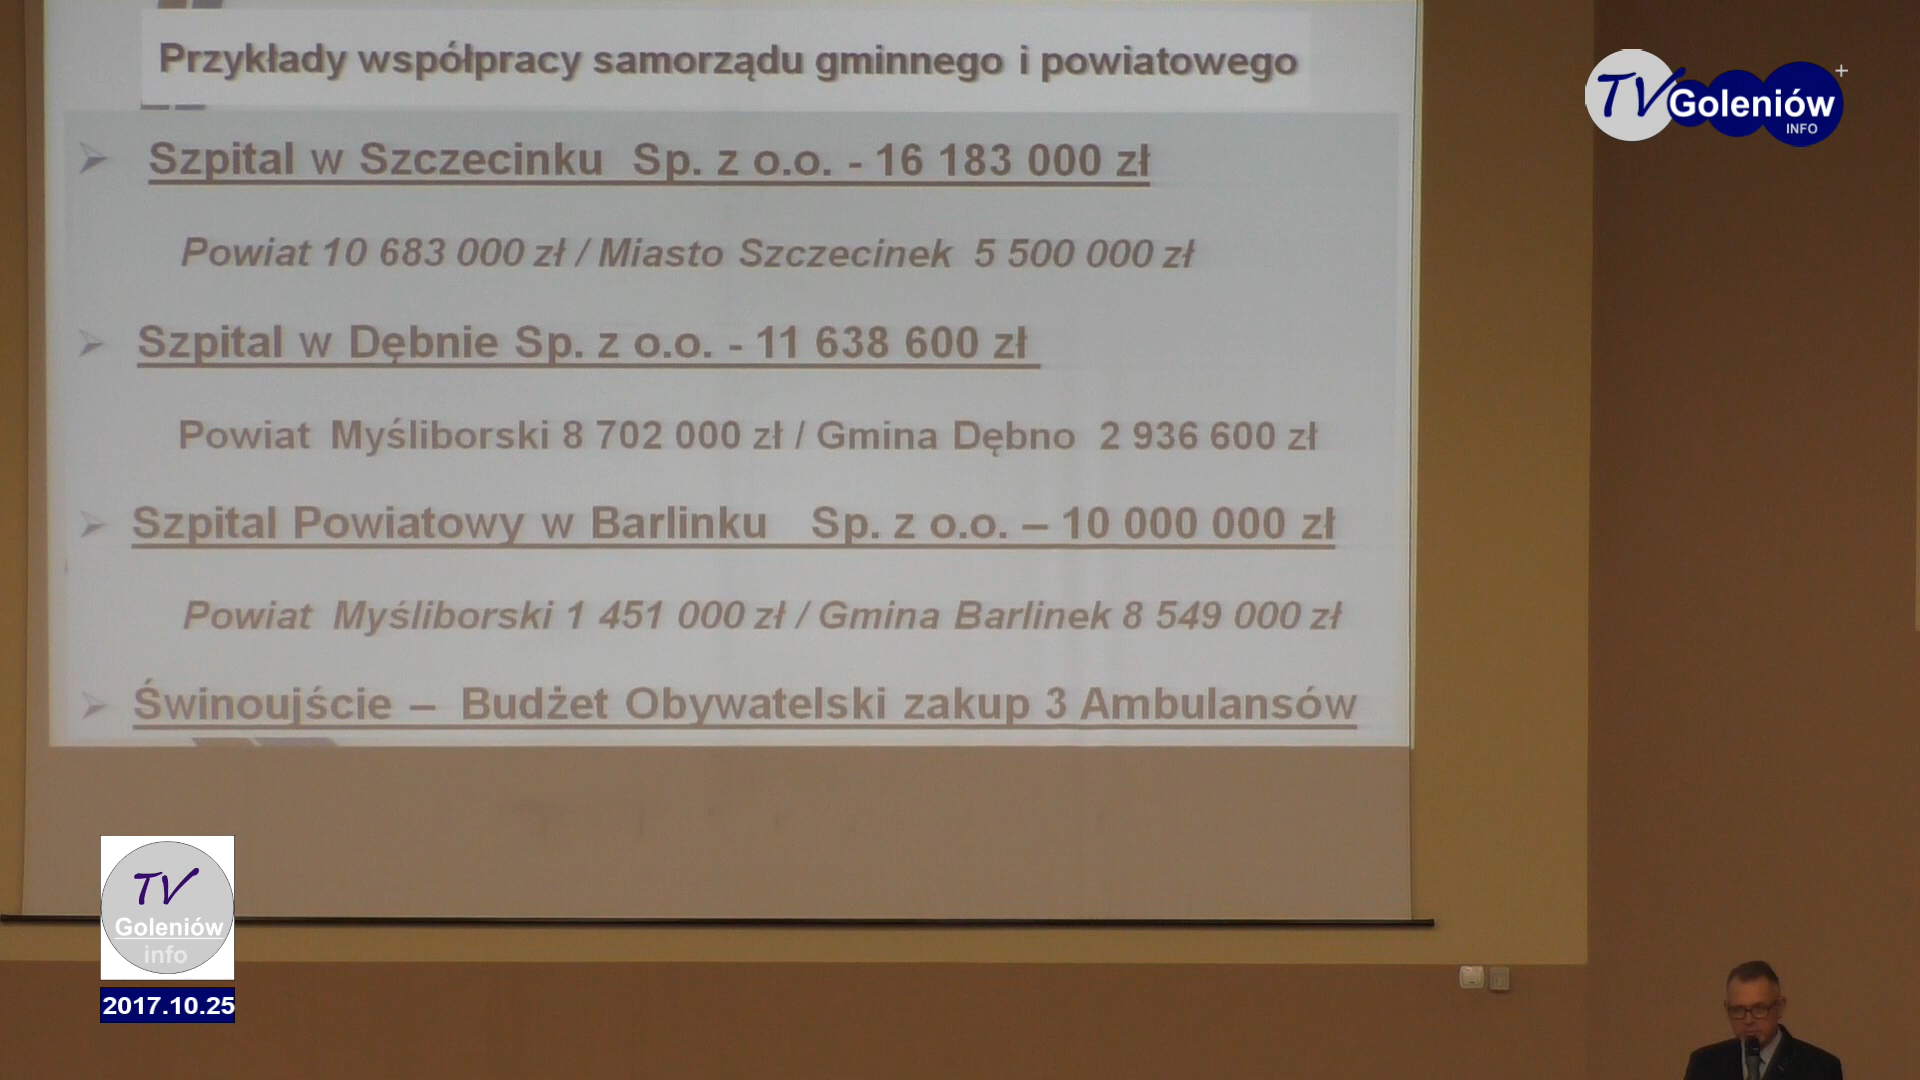 Przykłady współpracy samorządu gminnego i powiatowego
Szpital w Szczecinku Sp. z o.o. - 16 183 000 zł
Powiat 10 683 000 zł / Miasto Szczecinek 5 500 000 zł
Szpital w Dębnie Sp. z o.o. - 11 638 600 zł
Powiat Myśliborski 8 702 000 zł / Gmina Dębno 2 936 600 zł
Szpital Powiatowy w Barlinku Sp. z o.o. – 10 000 000 zł
Powiat Myśliborski 1 451 000 zł / Gmina Barlinek 8 549 000 zł
Świnoujście – Budżet Obywatelski zakup 3 Ambulansów
TV Goleniów +
INFO
TV
Goleniów
info
2017.10.25